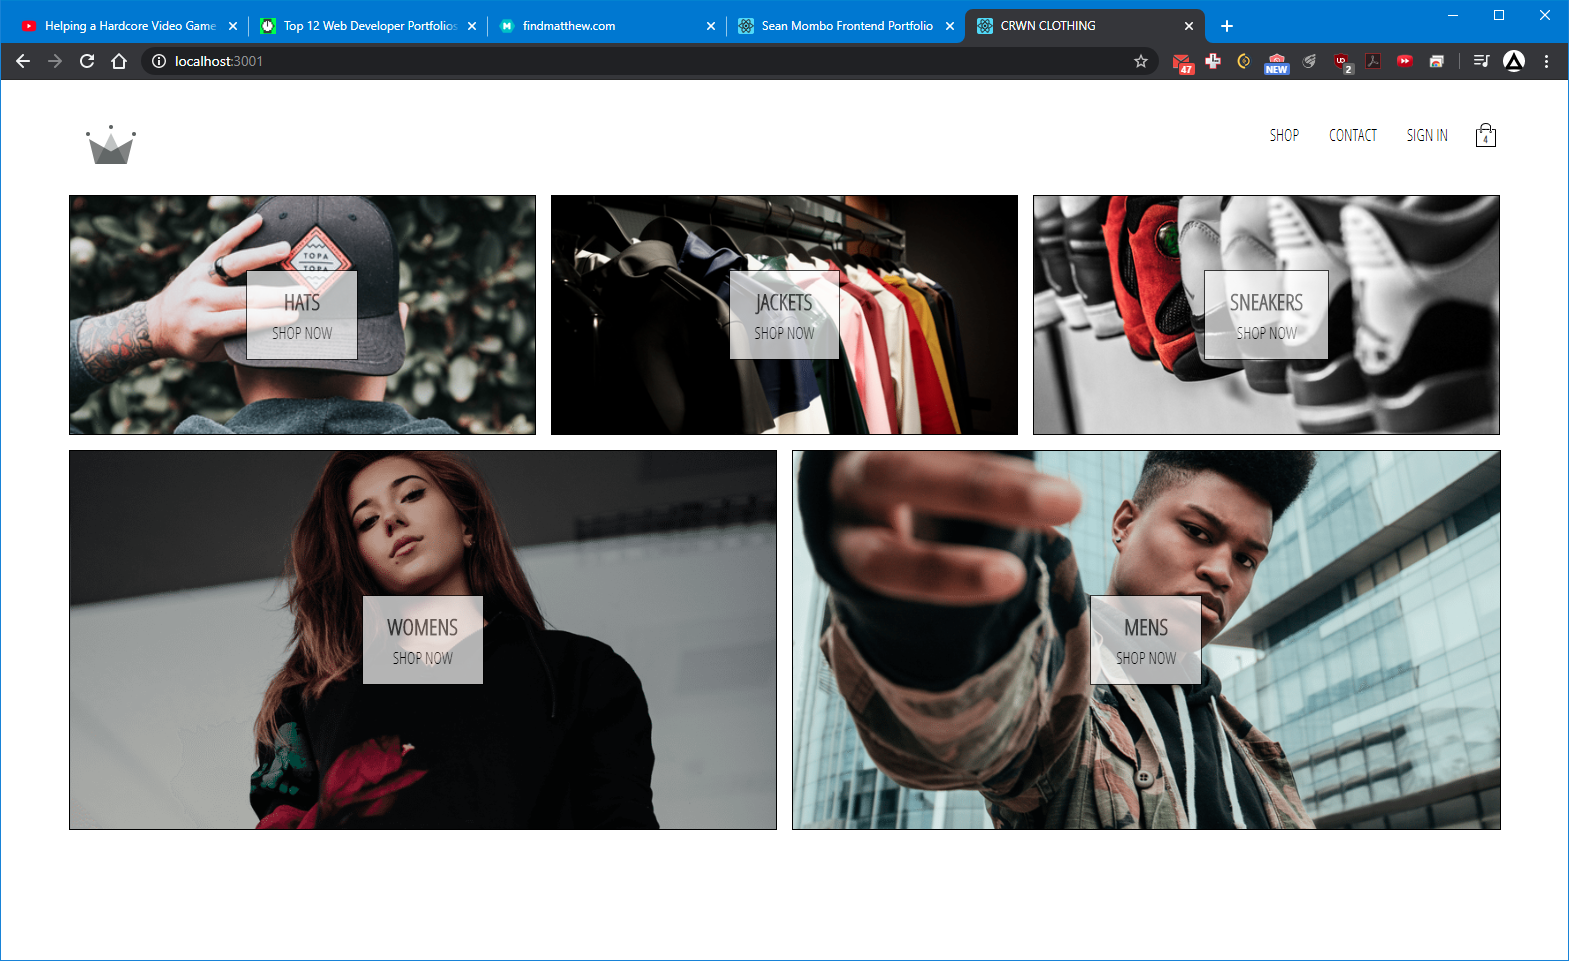 Helping a Hardcore Video Game
Top 12 Web Developer Portfolios
findmatthew.com
Sean Mombo Frontend Portfolio
CRWN CLOTHING
localhost:3001
47
NEW
UD
2
SHOP
CONTACT
SIGN IN
4
TOPA
TOPA
HATS
SHOP NOW
JACKETS
SHOP NOW
SNEAKERS
SHOP NOW
WOMENS
SHOP NOW
MENS
SHOP NOW